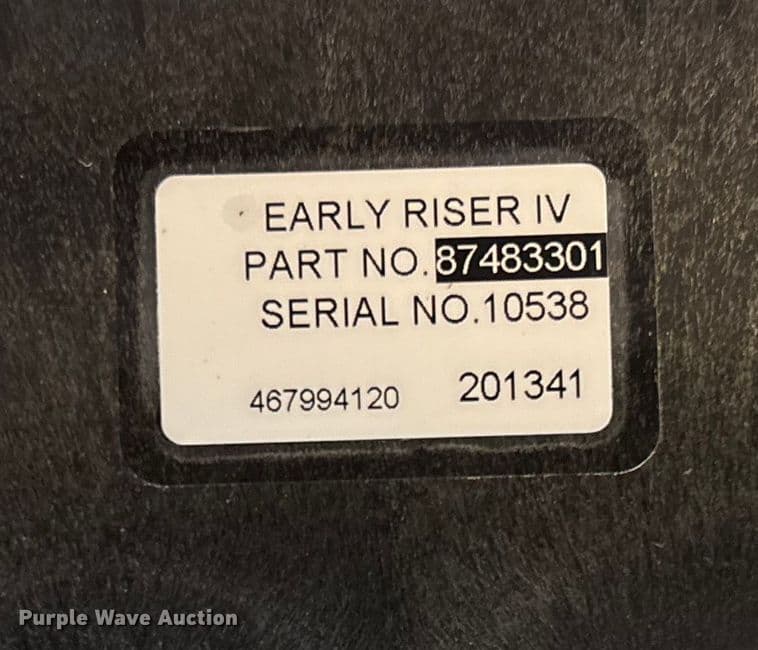 EARLY RISER IV
PART NO.87483301
SERIAL NO.10538
467994120 201341
Purple Wave Auction